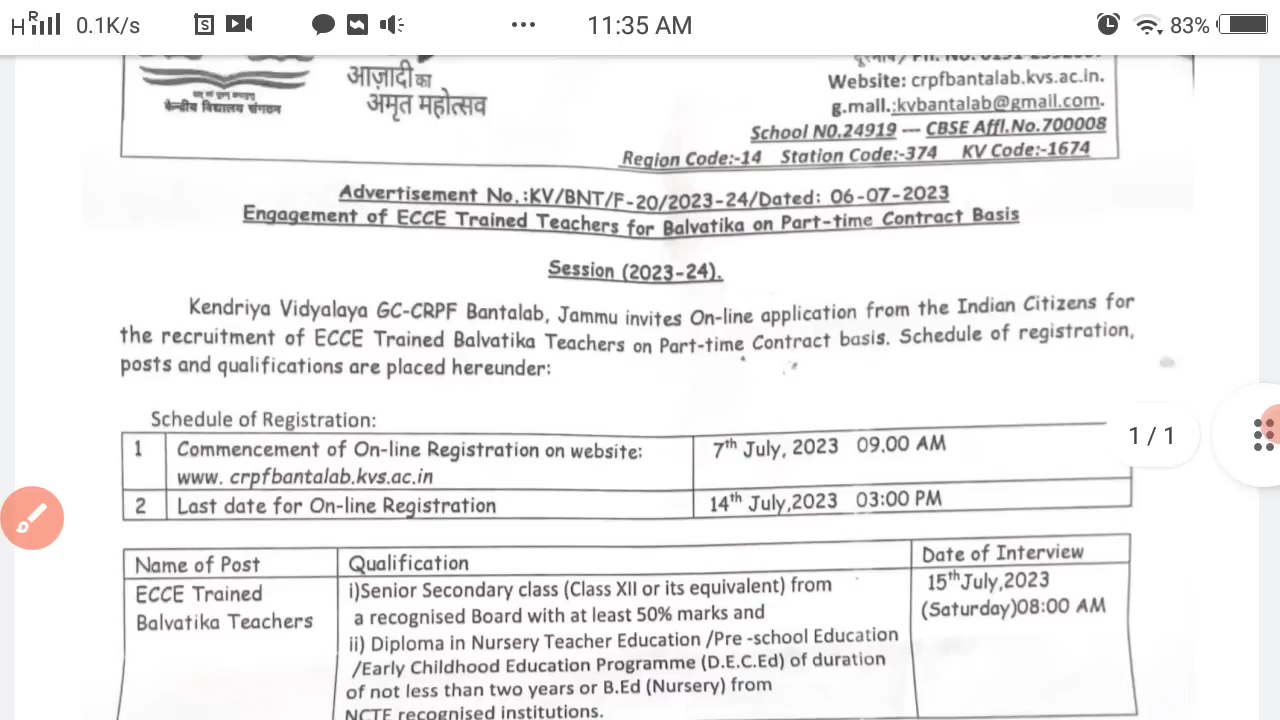 HR 0.1K/s S ••• 11:35 AM 83%
आज़ादी का
अमृत महोत्सव
केन्द्रीय विद्यालय संगठन
Website: crpfbantalab.kvs.ac.in.
g.mall.:kvbantalab@gmail.com.
School N0.24919 — CBSE Affl.No.700008
Region Code:-14 Station Code:-374 KV Code:-1674
Advertisement No.:KV/BNT/F-20/2023-24/Dated: 06-07-2023
Engagement of ECCE Trained Teachers for Balvatika on Part-time Contract Basis
Session (2023-24).
Kendriya Vidyalaya GC-CRPF Bantalab, Jammu invites On-line application from the Indian Citizens for
the recruitment of ECCE Trained Balvatika Teachers on Part-time Contract basis. Schedule of registration,
posts and qualifications are placed hereunder:
Schedule of Registration:
1 Commencement of On-line Registration on website: 7th July, 2023 09.00 AM
www. crpfbantalab.kvs.ac.in
1 / 1
2 Last date for On-line Registration 14th July,2023 03:00 PM
Name of Post Qualification Date of Interview
ECCE Trained i)Senior Secondary class (Class XII or its equivalent) from 15th July,2023
Balvatika Teachers a recognised Board with at least 50% marks and (Saturday)08:00 AM
ii) Diploma in Nursery Teacher Education /Pre -school Education
/Early Childhood Education Programme (D.E.C.Ed) of duration
of not less than two years or B.Ed (Nursery) from
NCTE recognised institutions.